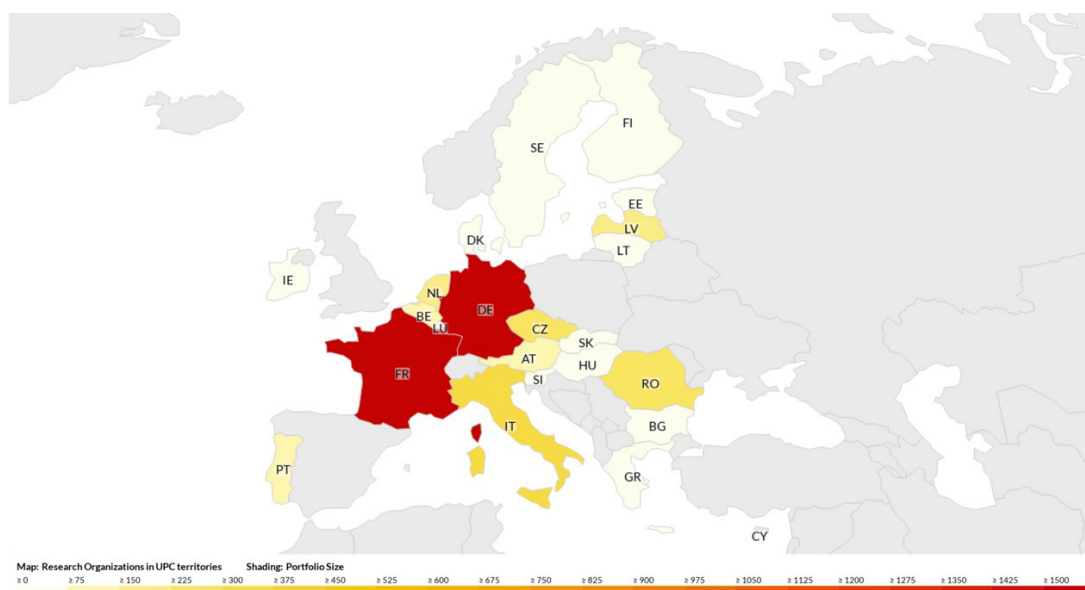 FI
SE
EE
LV
DK
LT
IE
NL
DE
BE
LU
CZ
SK
AT
HU
FR
SI
RO
IT
BG
PT
GR
CY
Map: Research Organizations in UPC territories Shading: Portfolio Size
≥ 0 ≥ 75 ≥ 150 ≥ 225 ≥ 300 ≥ 375 ≥ 450 ≥ 525 ≥ 600 ≥ 675 ≥ 750 ≥ 825 ≥ 900 ≥ 975 ≥ 1050 ≥ 1125 ≥ 1200 ≥ 1275 ≥ 1350 ≥ 1425 ≥ 1500